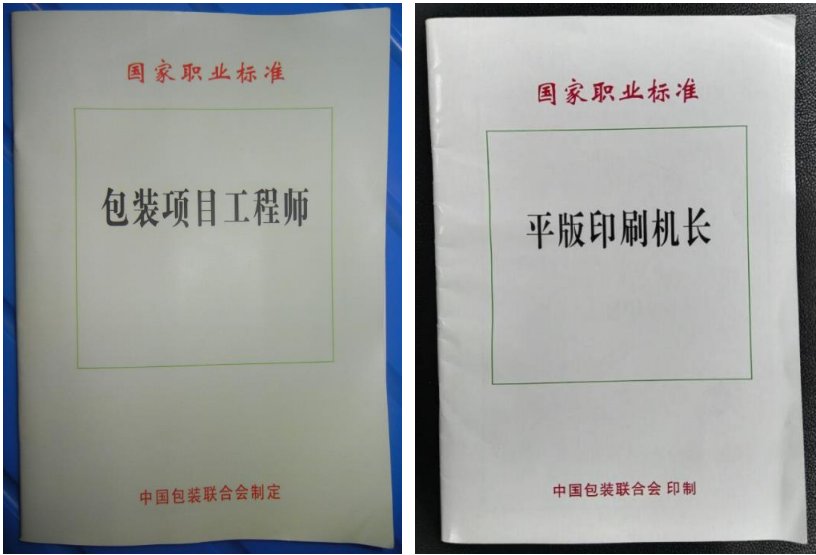 国家职业标准
包装项目工程师
中国包装联合会制定
国家职业标准
平版印刷机长
中国包装联合会 印制